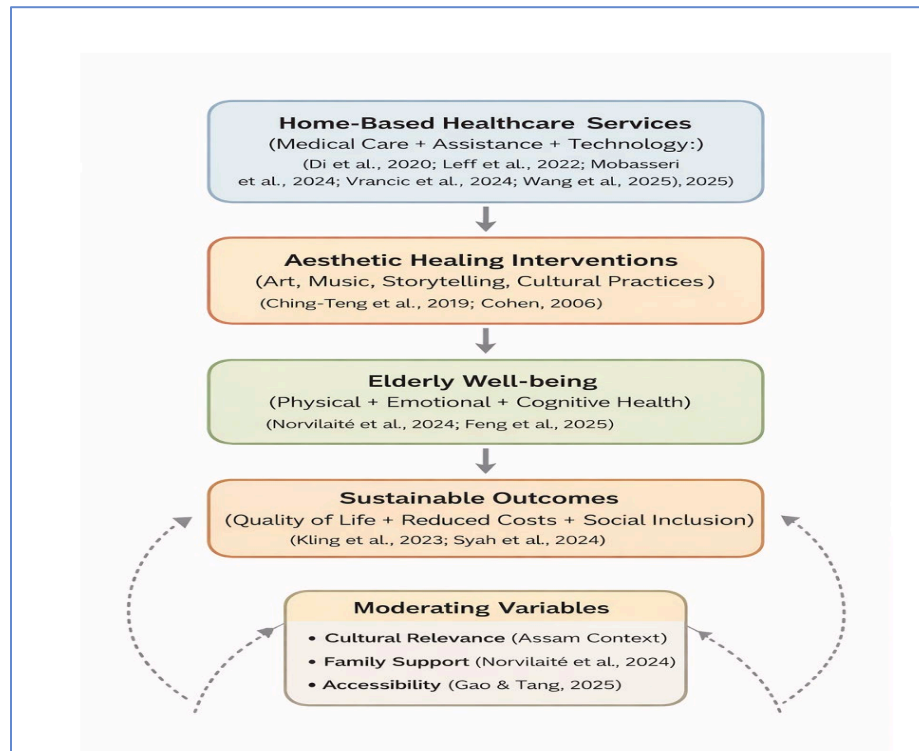 Home-Based Healthcare Services
(Medical Care + Assistance + Technology:)
(Di et al., 2020; Leff et al., 2022; Mobasseri
et al., 2024; Vrancic et al., 2024; Wang et al, 2025), 2025)
Aesthetic Healing Interventions
(Art, Music, Storytelling, Cultural Practices )
(Ching-Teng et al., 2019; Cohen, 2006)
Elderly Well-being
(Physical + Emotional + Cognitive Health)
(Norvilaité et al., 2024; Feng et al., 2025)
Sustainable Outcomes
(Quality of Life + Reduced Costs + Social Inclusion)
(Kling et al., 2023; Syah et al., 2024)
Moderating Variables
• Cultural Relevance (Assam Context)
• Family Support (Norvilaité et al., 2024)
• Accessibility (Gao & Tang, 2025)